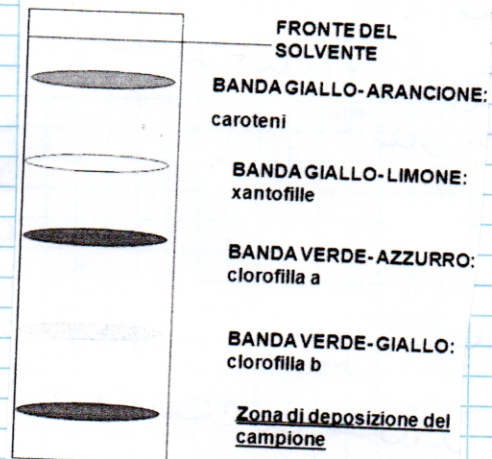 FRONTE DEL
SOLVENTE
BANDA GIALLO-ARANCIONE:
caroteni
BANDA GIALLO-LIMONE:
xantofille
BANDA VERDE-AZZURRO:
clorofilla a
BANDA VERDE-GIALLO:
clorofilla b
Zona di deposizione del
campione